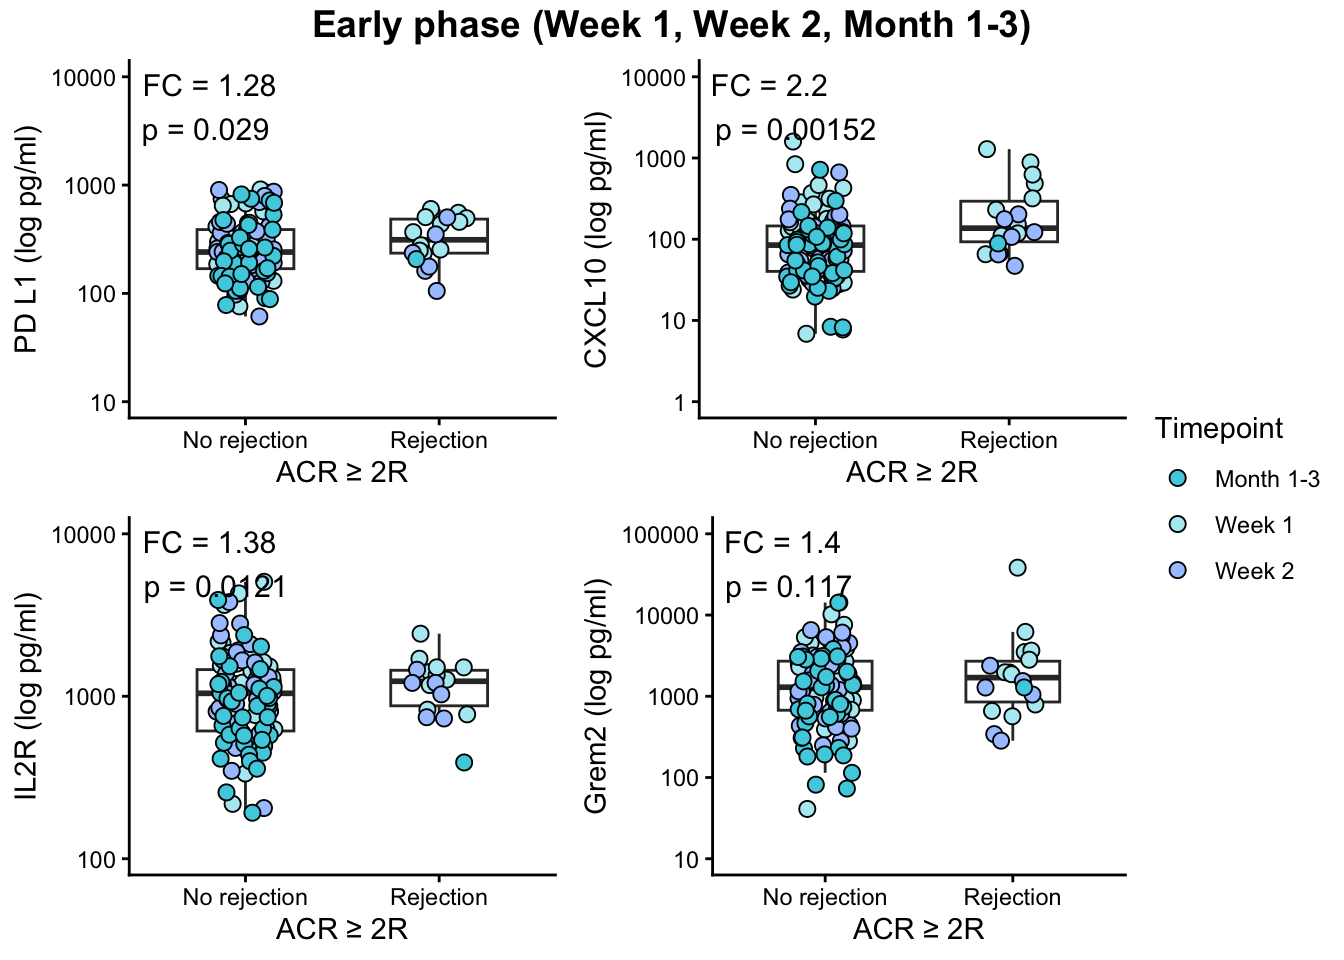 Early phase (Week 1, Week 2, Month 1-3)
PD L1 (log pg/ml)
10000
1000
100
10
FC = 1.28
p = 0.029
No rejection
Rejection
ACR ≥ 2R
CXCL10 (log pg/ml)
10000
1000
100
10
1
FC = 2.2
p = 0.00152
No rejection
Rejection
ACR ≥ 2R
IL2R (log pg/ml)
10000
1000
100
FC = 1.38
p = 0.0121
No rejection
Rejection
ACR ≥ 2R
Grem2 (log pg/ml)
100000
10000
1000
100
10
FC = 1.4
p = 0.117
No rejection
Rejection
ACR ≥ 2R
Timepoint
Month 1-3
Week 1
Week 2